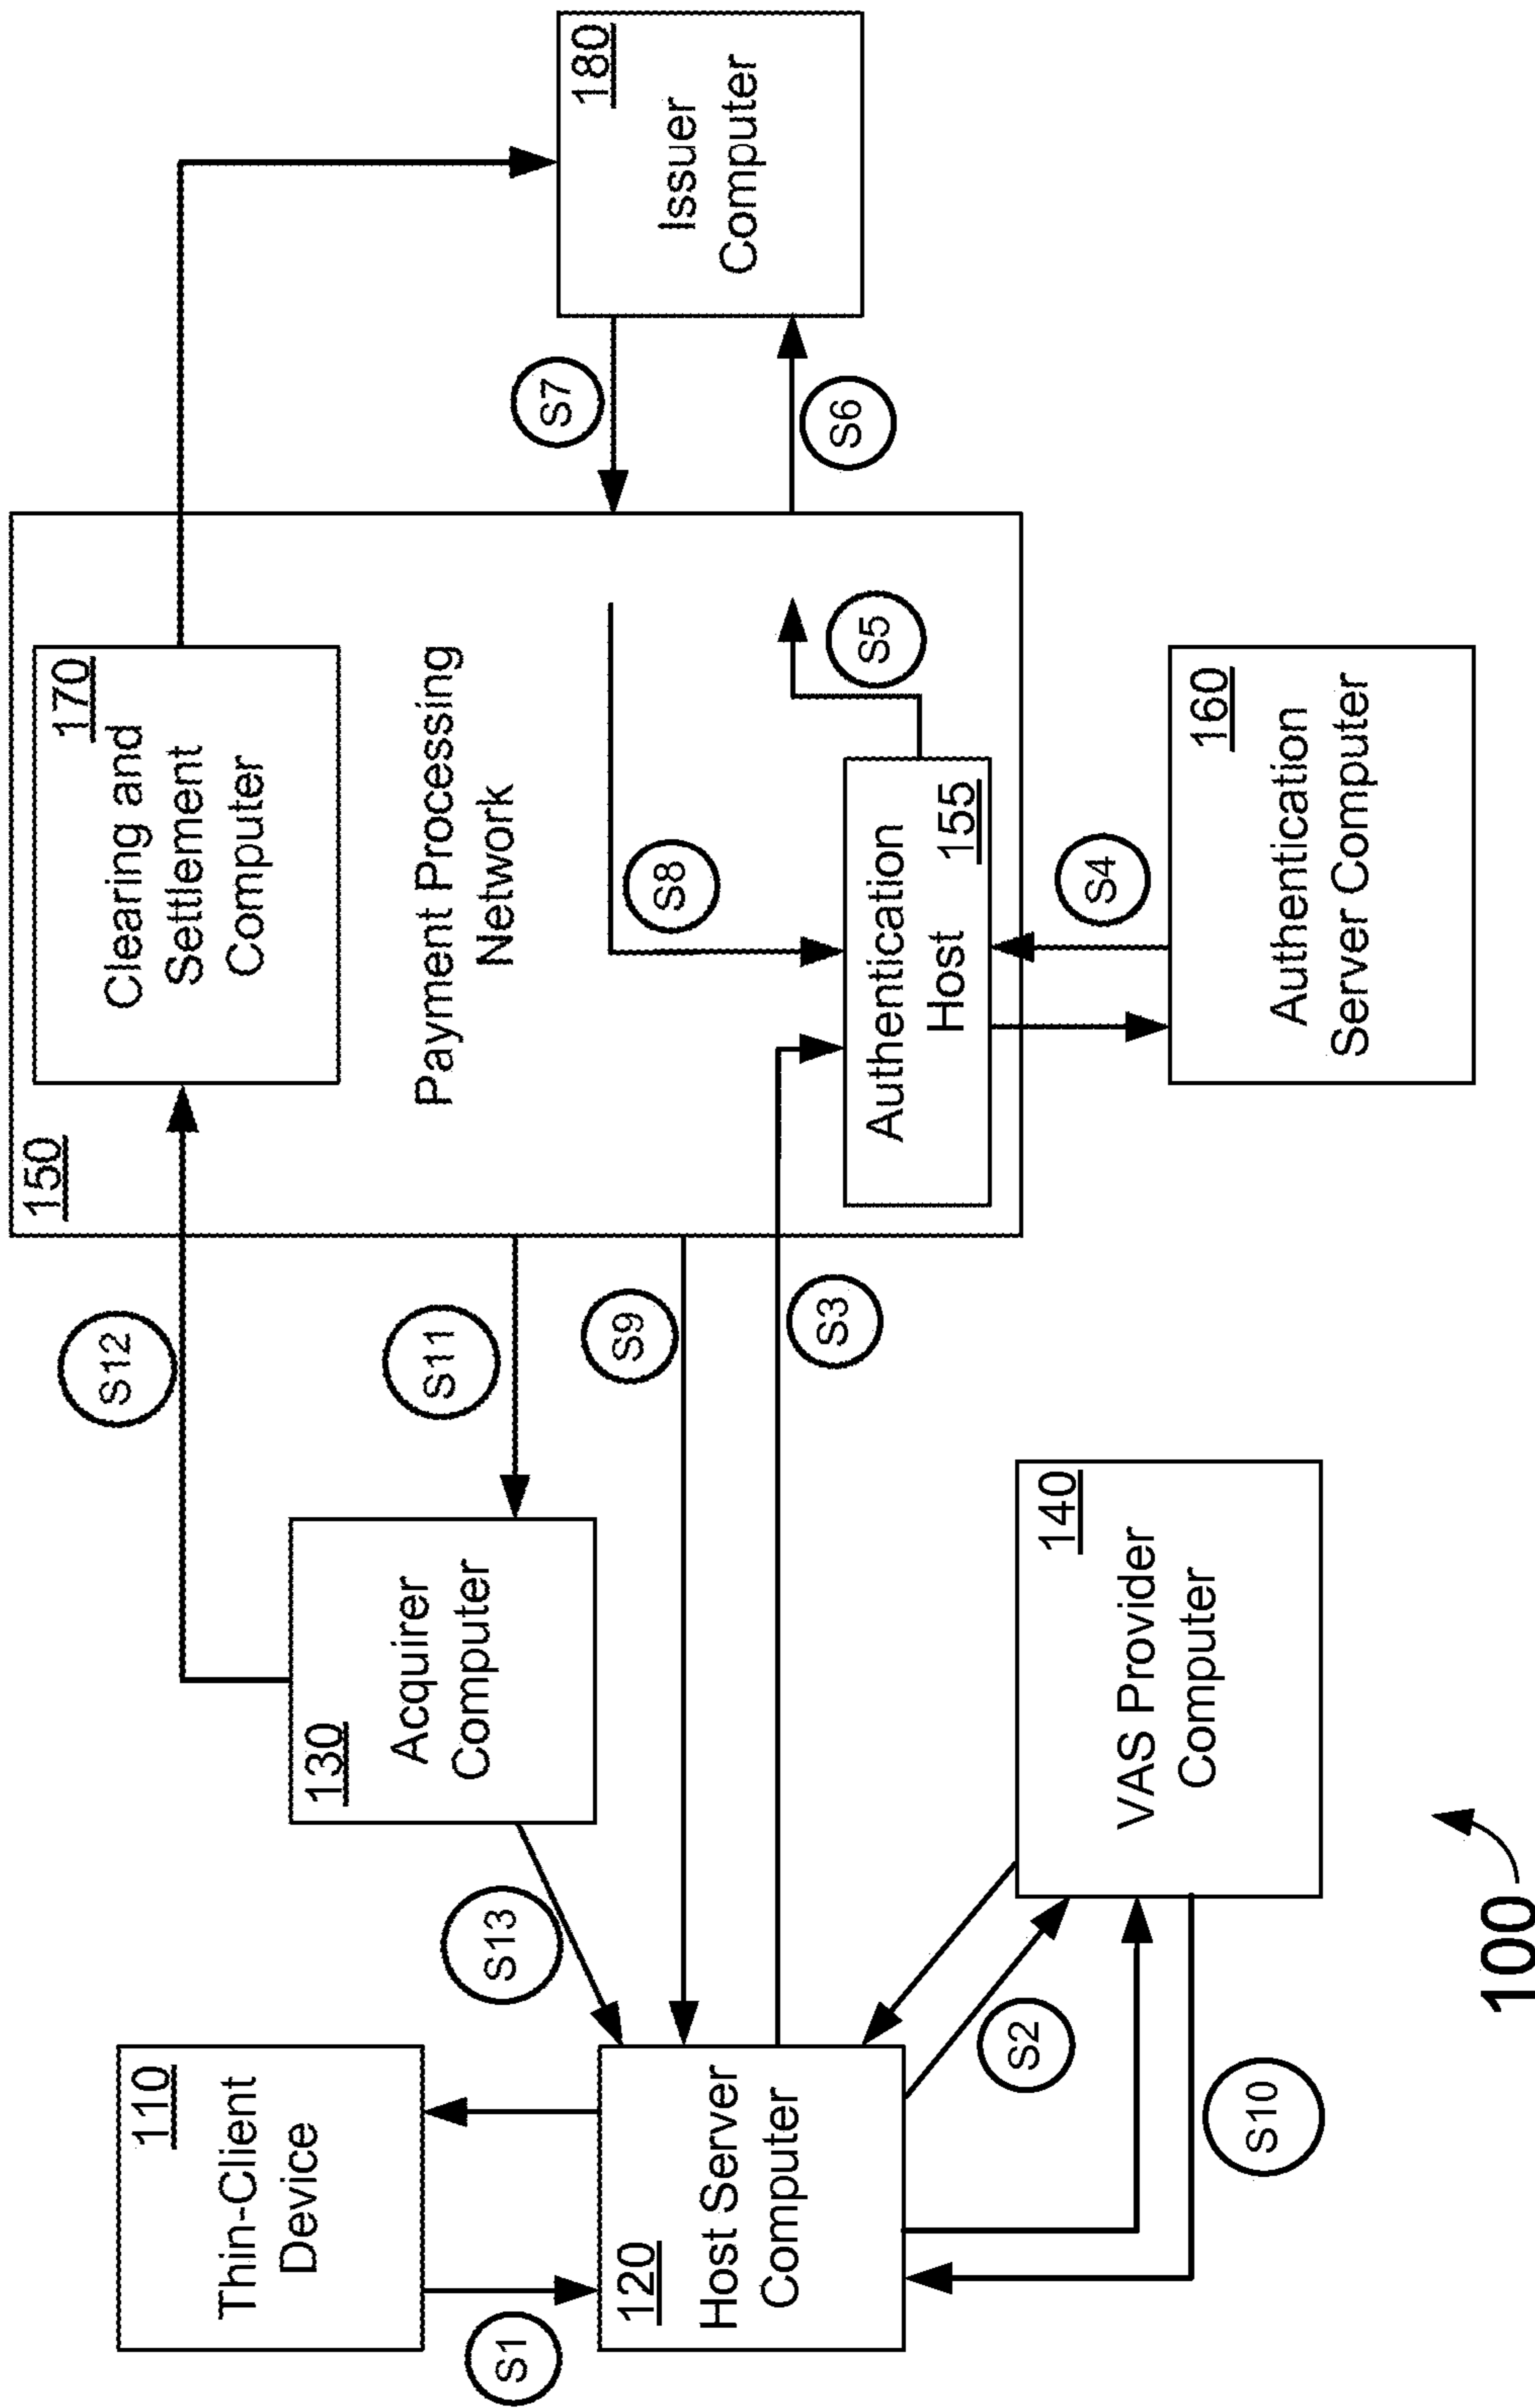 110
Thin-Client
Device
S1
120
Host Server
Computer
S13
S2
S10
130
Acquirer
Computer
140
VAS Provider
Computer
S12
S11
S9
S3
150
170
Clearing and
Settlement
Computer
Payment Processing
Network
S8
S5
Authentication
Host 155
S4
160
Authentication
Server Computer
S7
S6
180
Issuer
Computer
100